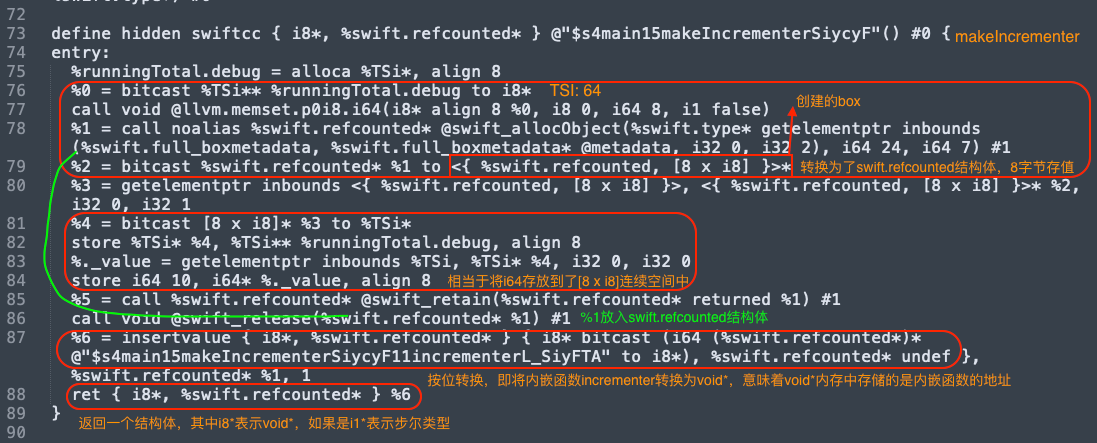 72
73 define hidden swiftcc { i8*, %swift.refcounted* } @"$s4main15makeIncrementerSiycyF"() #0 { makeIncrementer
74 entry:
75 %runningTotal.debug = alloca %TSi*, align 8
76 %0 = bitcast %TSi** %runningTotal.debug to i8* TSI: 64
创建的box
77 call void @llvm.memset.p0i8.i64(i8* align 8 %0, i8 0, i64 8, i1 false)
78 %1 = call noalias %swift.refcounted* @swift_allocObject(%swift.type* getelementptr inbounds
(%swift.full_boxmetadata, %swift.full_boxmetadata* @metadata, i32 0, i32 2), i64 24, i64 7) #1
79 %2 = bitcast %swift.refcounted* %1 to <{ %swift.refcounted, [8 x i8] }>* 转换为了swift.refcounted结构体，8字节存值
80 %3 = getelementptr inbounds <{ %swift.refcounted, [8 x i8] }>, <{ %swift.refcounted, [8 x i8] }>* %2,
i32 0, i32 1
81 %4 = bitcast [8 x i8]* %3 to %TSi*
82 store %TSi* %4, %TSi** %runningTotal.debug, align 8
83 %._value = getelementptr inbounds %TSi, %TSi* %4, i32 0, i32 0
84 store i64 10, i64* %._value, align 8 相当于将i64存放到了[8 x i8]连续空间中
85 %5 = call %swift.refcounted* @swift_retain(%swift.refcounted* returned %1) #1
86 call void @swift_release(%swift.refcounted* %1) #1 %1放入swift.refcounted结构体
87 %6 = insertvalue { i8*, %swift.refcounted* } { i8* bitcast (i64 (%swift.refcounted*)*
@"$s4main15makeIncrementerSiycyF11incrementerL_SiyFTA" to i8*), %swift.refcounted* undef },
%swift.refcounted* %1, 1 按位转换，即将内嵌函数incrementer转换为void*，意味着void*内存中存储的是内嵌函数的地址
88 ret { i8*, %swift.refcounted* } %6
89 } 返回一个结构体，其中i8*表示void*，如果是i1*表示步尔类型
90